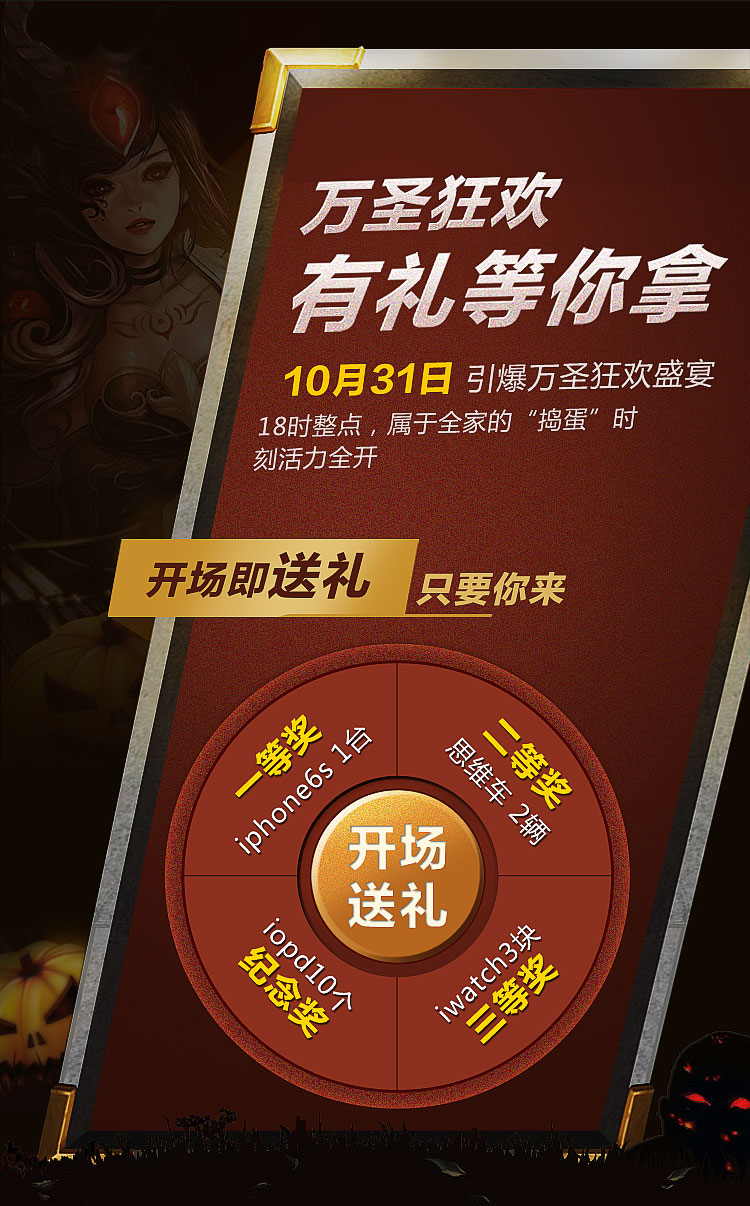 万圣狂欢
有礼等你拿
10月31日 引爆万圣狂欢盛宴
18时整点，属于全家的“捣蛋”时
刻活力全开
开场即送礼 只要你来
一等奖
iphone6s 1台
二等奖
思维车 2辆
开场
送礼
iopd10个
纪念奖
iwatch3块
三等奖